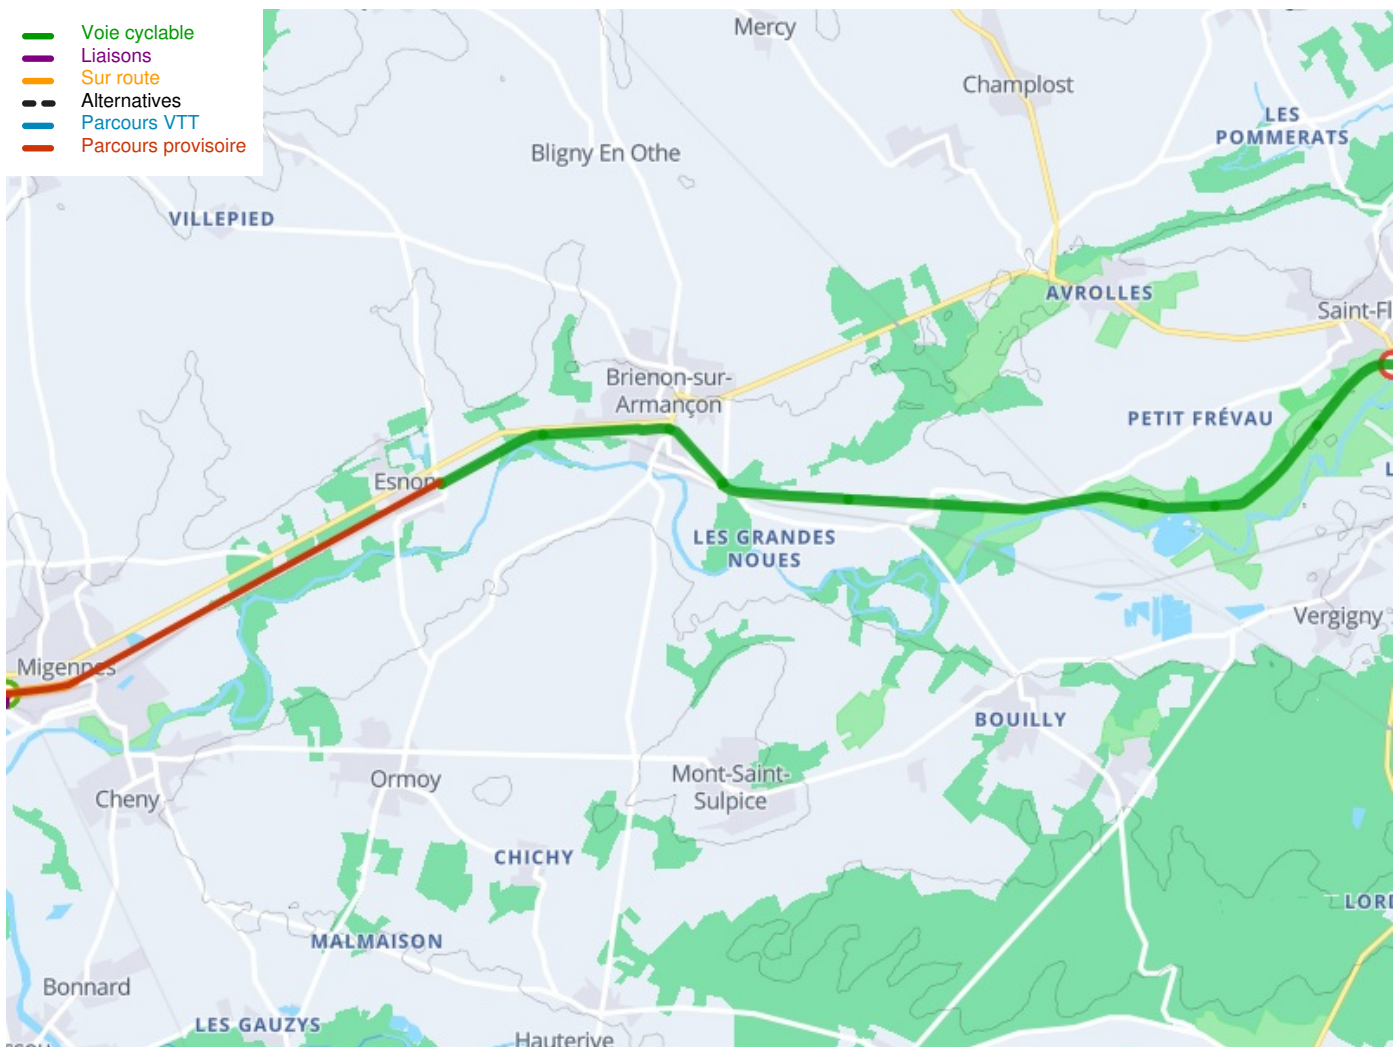 Voie cyclable
Liaisons
Sur route
Alternatives
Parcours VTT
Parcours provisoire
Mercy
Champlost
LES
POMMERATS
Bligny En Othe
VILLEPIED
AVROLLES
Saint-Fl
Brienon-sur-
Armançon
PETIT FRÉVAU
Esnon
L
LES GRANDES
NOUES
Vergigny
Migennes
BOUILLY
Ormoy
Mont-Saint-
Sulpice
Cheny
CHICHY
LORD
MALMAISON
Bonnard
LES GAUZYS
Hauterive